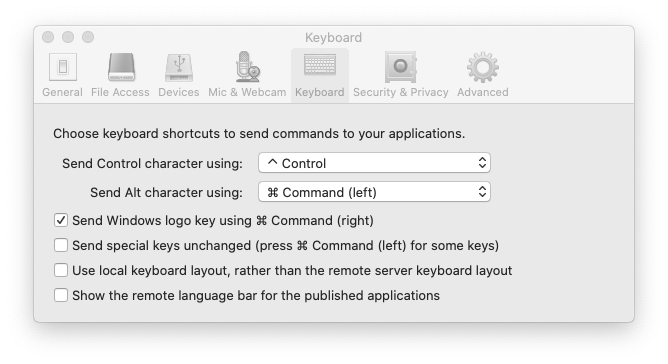 Keyboard
General File Access Devices Mic & Webcam Keyboard Security & Privacy Advanced
Choose keyboard shortcuts to send commands to your applications.
Send Control character using: ^ Control
Send Alt character using: ⌘ Command (left)
Send Windows logo key using ⌘ Command (right)
Send special keys unchanged (press ⌘ Command (left) for some keys)
Use local keyboard layout, rather than the remote server keyboard layout
Show the remote language bar for the published applications